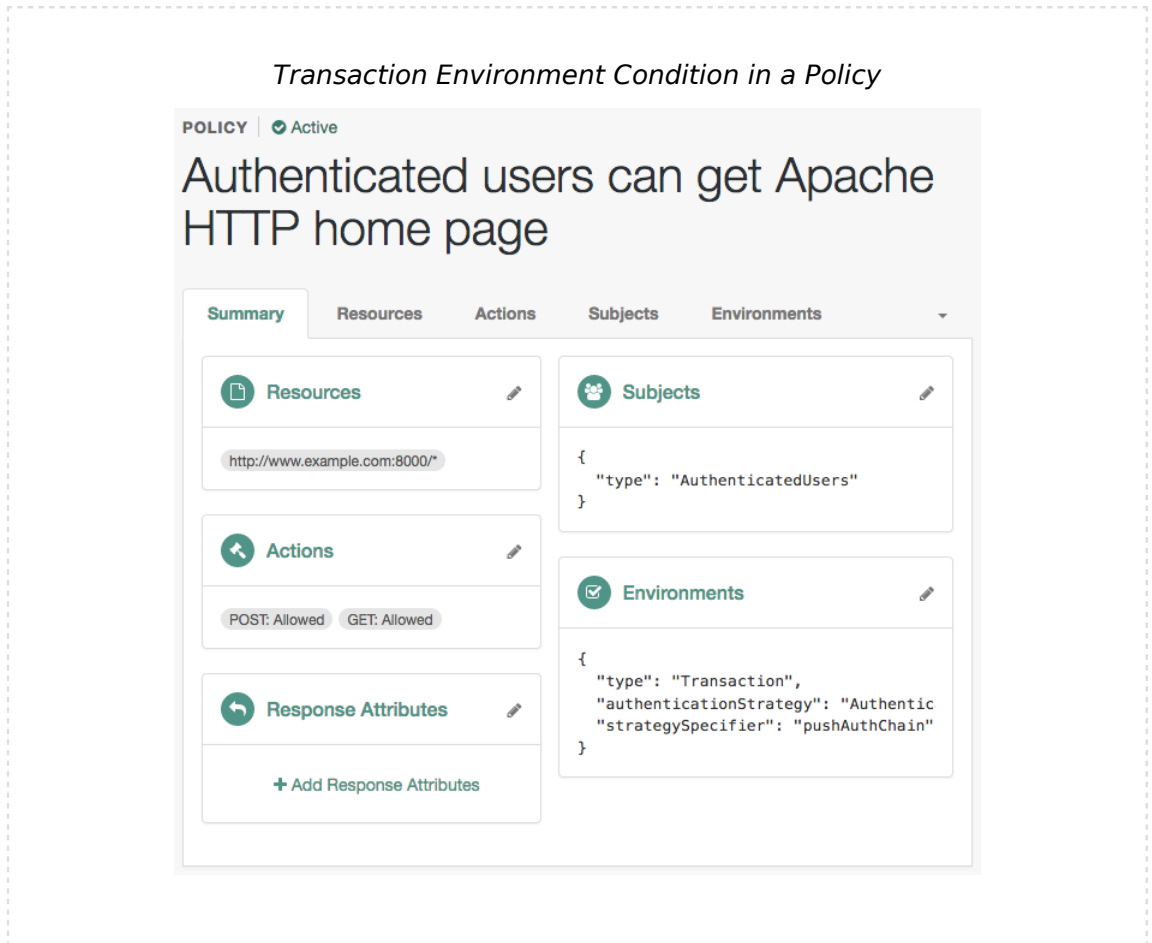 Transaction Environment Condition in a Policy
POLICY
Active
Authenticated users can get Apache
HTTP home page
Summary
Resources
Actions
Subjects
Environments
Resources
http://www.example.com:8000/*
Actions
POST: Allowed
GET: Allowed
Response Attributes
Add Response Attributes
Subjects
{
"type": "AuthenticatedUsers"
}
Environments
{
"type": "Transaction",
"authenticationStrategy": "Authentic
"strategySpecifier": "pushAuthChain"
}